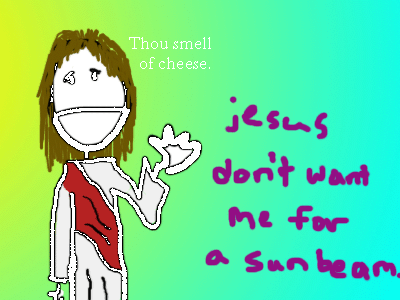 Thou smell
of cheese.
jesus
don't want
me for
a sunbeam.